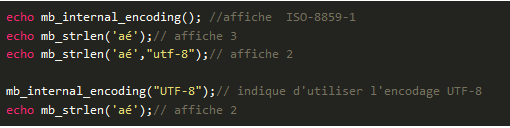 echo mb_internal_encoding(); //affiche  ISO-8859-1
echo mb_strlen('aé');// affiche 3
echo mb_strlen('aé',"utf-8");// affiche 2
mb_internal_encoding("UTF-8");// indique d'utiliser l'encodage UTF-8
echo mb_strlen('aé');// affiche 2